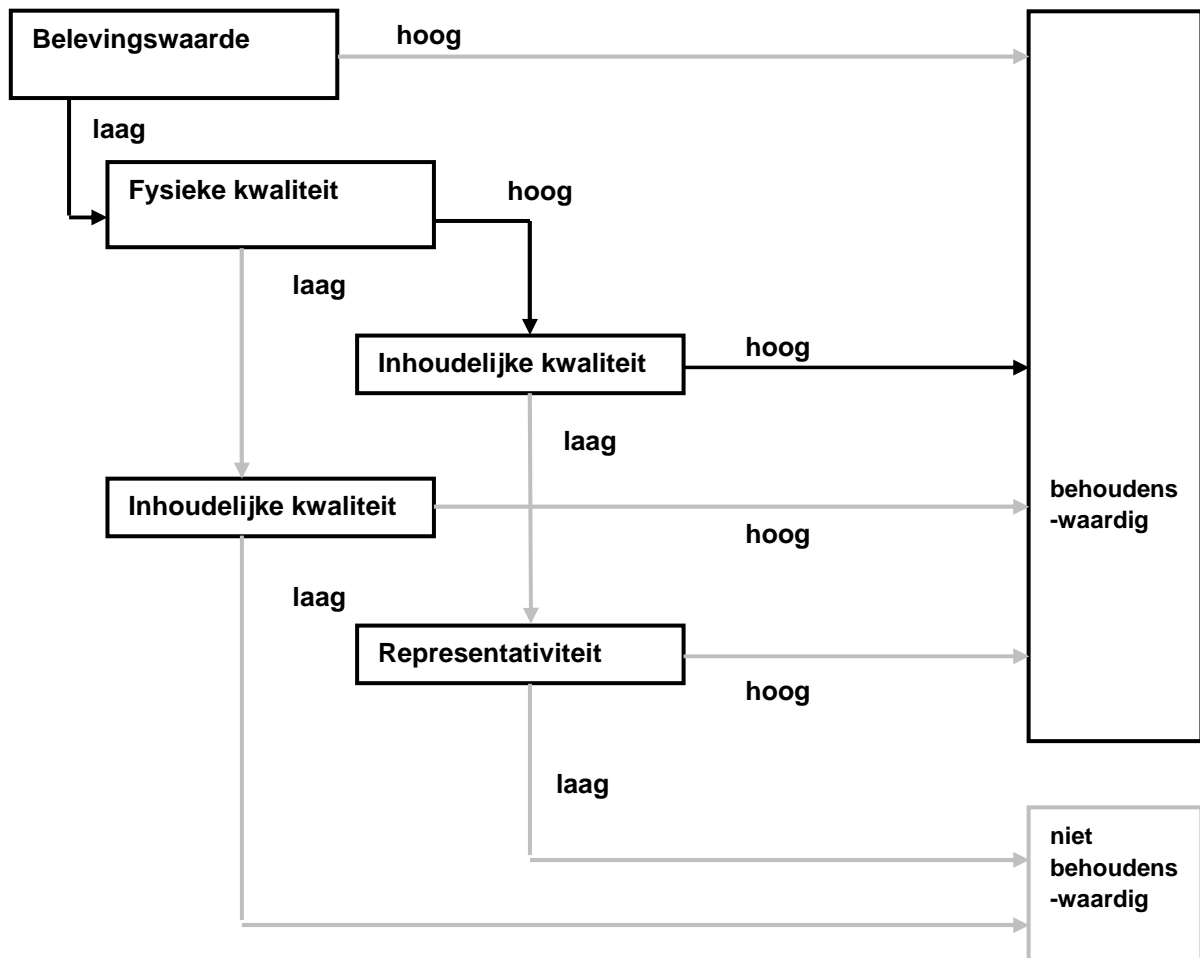 Belevingswaarde
hoog
laag
Fysieke kwaliteit
hoog
laag
Inhoudelijke kwaliteit
hoog
laag
Inhoudelijke kwaliteit
hoog
behoudens
-waardig
laag
Representativiteit
hoog
laag
niet
behoudens
-waardig